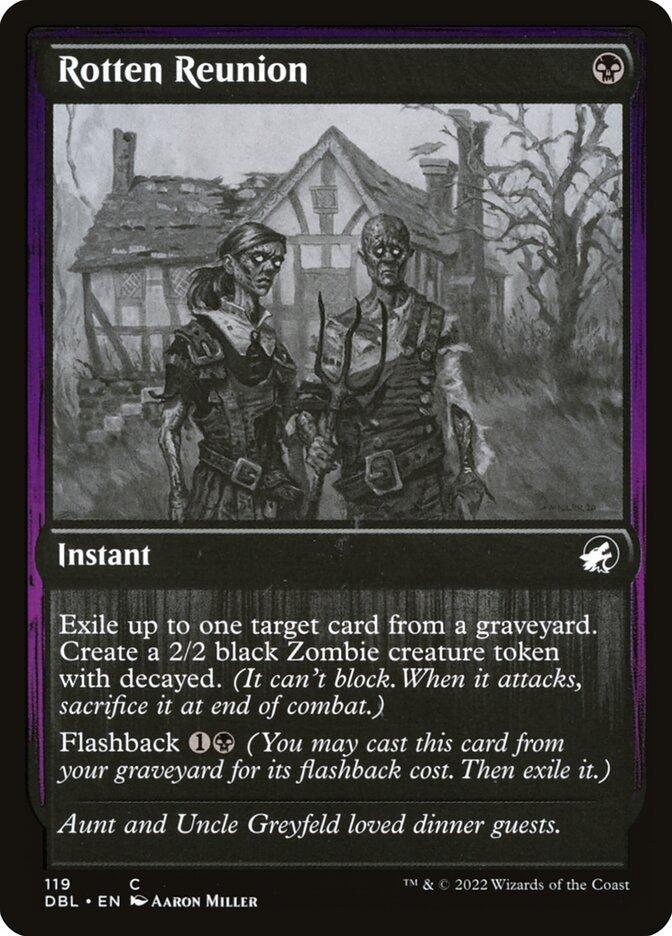 Rotten Reunion
Instant
Exile up to one target card from a graveyard.
Create a 2/2 black Zombie creature token
with decayed. (It can't block. When it attacks,
sacrifice it at end of combat.)
Flashback 1 (You may cast this card from
your graveyard for its flashback cost. Then exile it.)
Aunt and Uncle Greyfeld loved dinner guests.
119 C
DBL • EN Aaron Miller
™ & © 2022 Wizards of the Coast